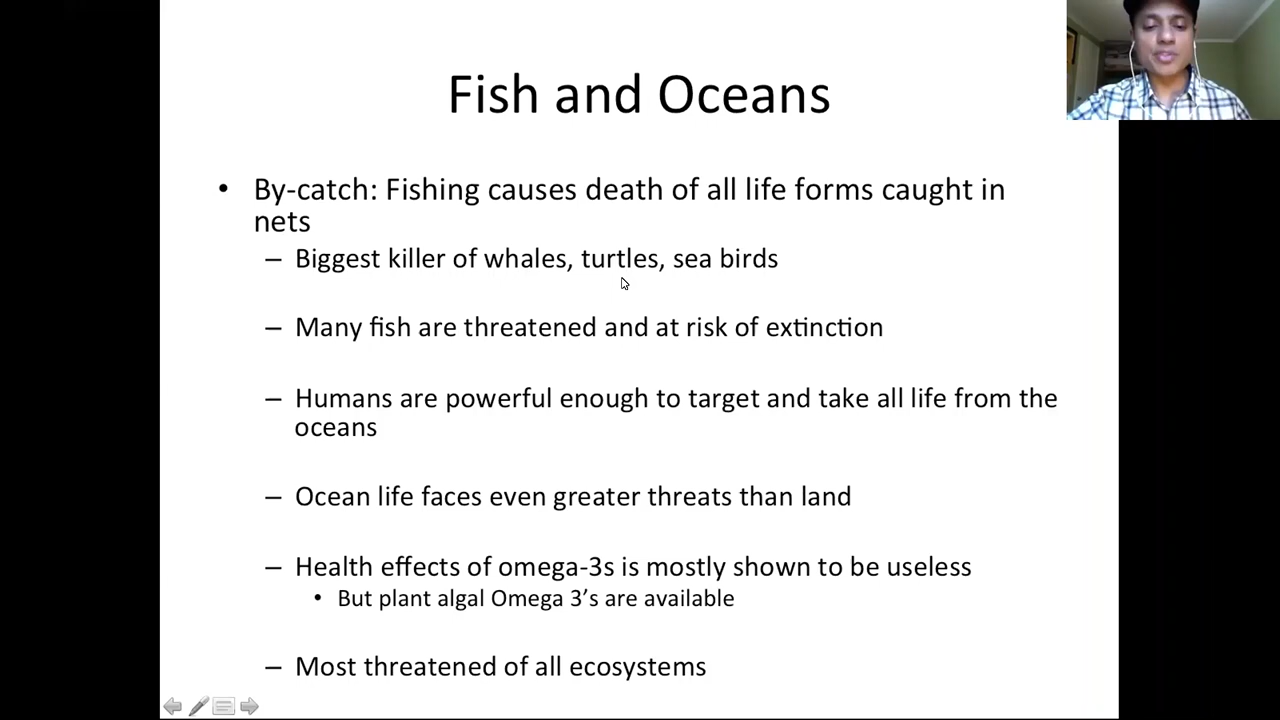 Fish and Oceans
• By-catch: Fishing causes death of all life forms caught in
nets
– Biggest killer of whales, turtles, sea birds
– Many fish are threatened and at risk of extinction
– Humans are powerful enough to target and take all life from the
oceans
– Ocean life faces even greater threats than land
– Health effects of omega-3s is mostly shown to be useless
• But plant algal Omega 3’s are available
– Most threatened of all ecosystems